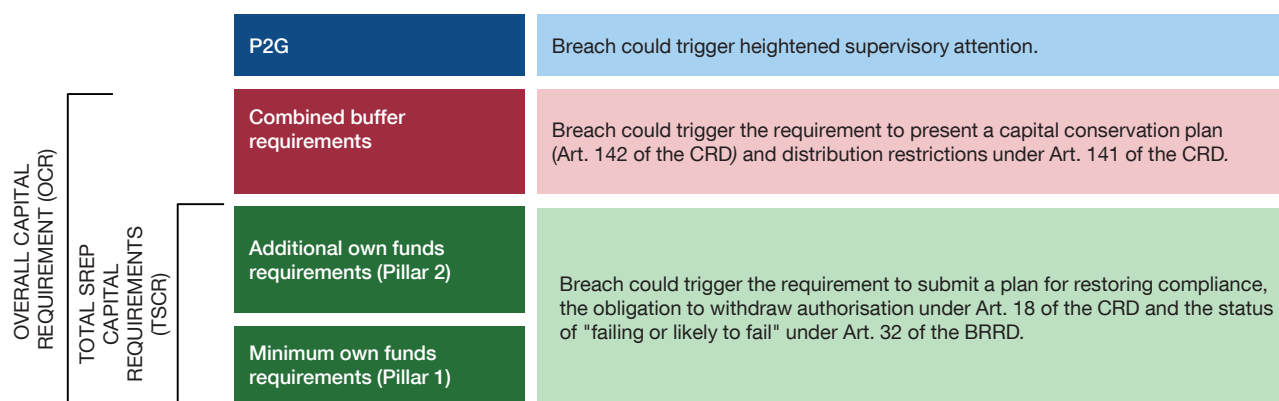 P2G
Breach could trigger heightened supervisory attention.
OVERALL CAPITAL
REQUIREMENT (OCR)
Combined buffer
requirements
Breach could trigger the requirement to present a capital conservation plan
(Art. 142 of the CRD) and distribution restrictions under Art. 141 of the CRD.
TOTAL SREP
CAPITAL
REQUIREMENTS
(TSCR)
Additional own funds
requirements (Pillar 2)
Minimum own funds
requirements (Pillar 1)
Breach could trigger the requirement to submit a plan for restoring compliance,
the obligation to withdraw authorisation under Art. 18 of the CRD and the status
of "failing or likely to fail" under Art. 32 of the BRRD.